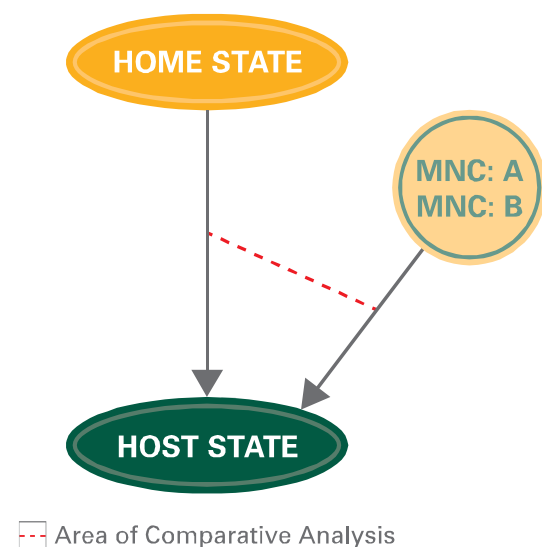 HOME STATE
MNC: A
MNC: B
HOST STATE
Area of Comparative Analysis